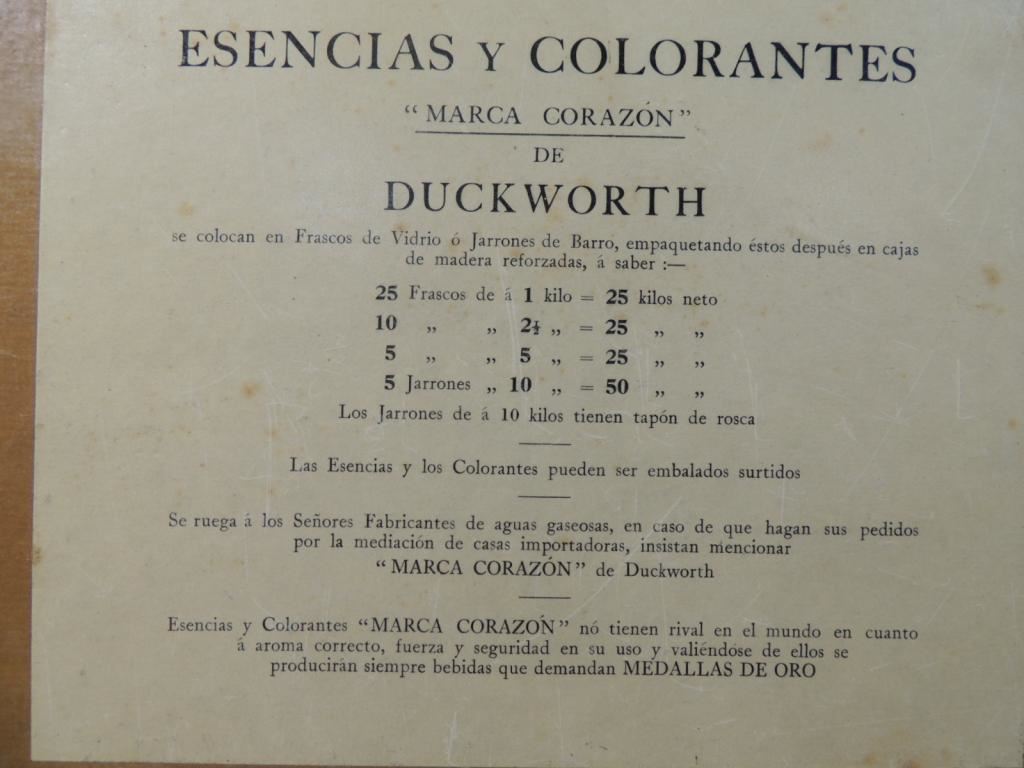 ESENCIAS Y COLORANTES
“MARCA CORAZÓN”
DE
DUCKWORTH
se colocan en Frascos de Vidrio ó Jarrones de Barro, empaquetando éstos después en cajas
de madera reforzadas, á saber :—
25 Frascos de á 1 kilo = 25 kilos neto
10 „ „ 2½ „ = 25 „ „
5 „ „ 5 „ = 25 „ „
5 Jarrones „ 10 „ = 50 „ „
Los Jarrones de á 10 kilos tienen tapón de rosca
Las Esencias y los Colorantes pueden ser embalados surtidos
Se ruega á los Señores Fabricantes de aguas gaseosas, en caso de que hagan sus pedidos
por la mediación de casas importadoras, insistan mencionar
“MARCA CORAZÓN” de Duckworth
Esencias y Colorantes “MARCA CORAZÓN” nó tienen rival en el mundo en cuanto
á aroma correcto, fuerza y seguridad en su uso y valiéndose de ellos se
producirán siempre bebidas que demandan MEDALLAS DE ORO